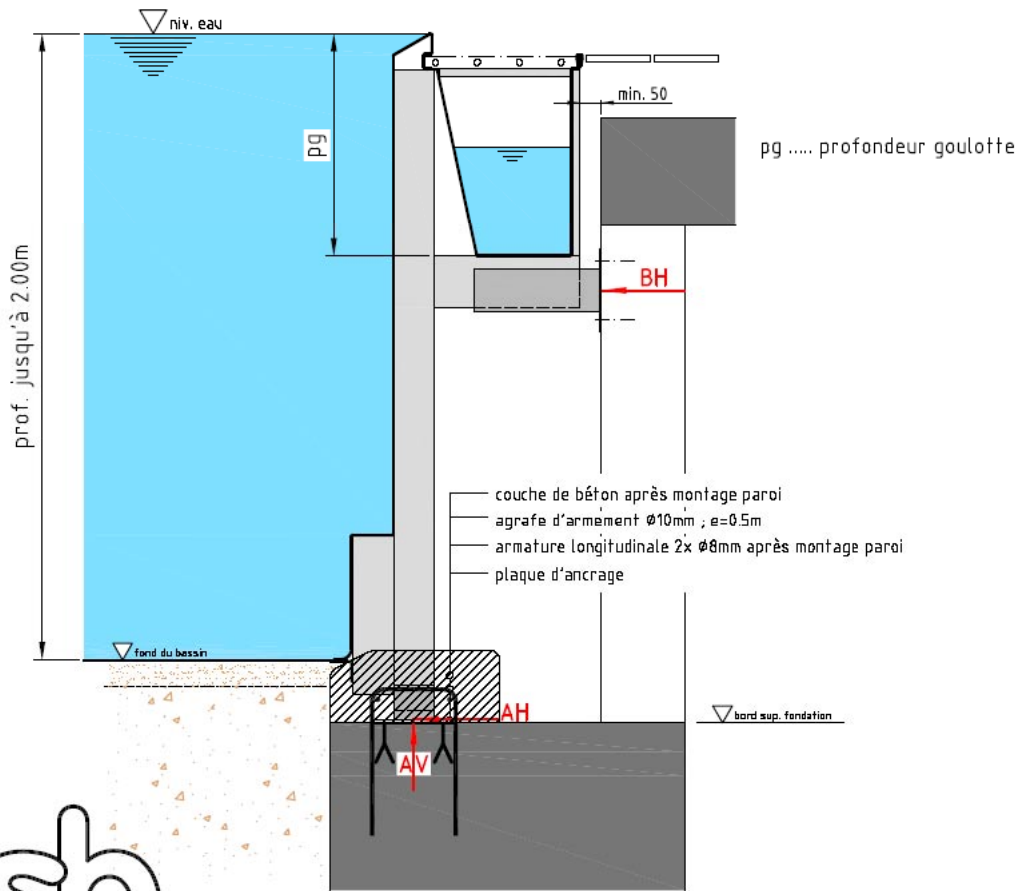 niv. eau
min. 50
pg
pg ..... profondeur goulotte
BH
prof. jusqu'à 2.00m
couche de béton après montage paroi
agrafe d'armement Ø10mm ; e=0.5m
armature longitudinale 2x Ø8mm après montage paroi
plaque d'ancrage
fond du bassin
AH
bord sup. fondation
AV